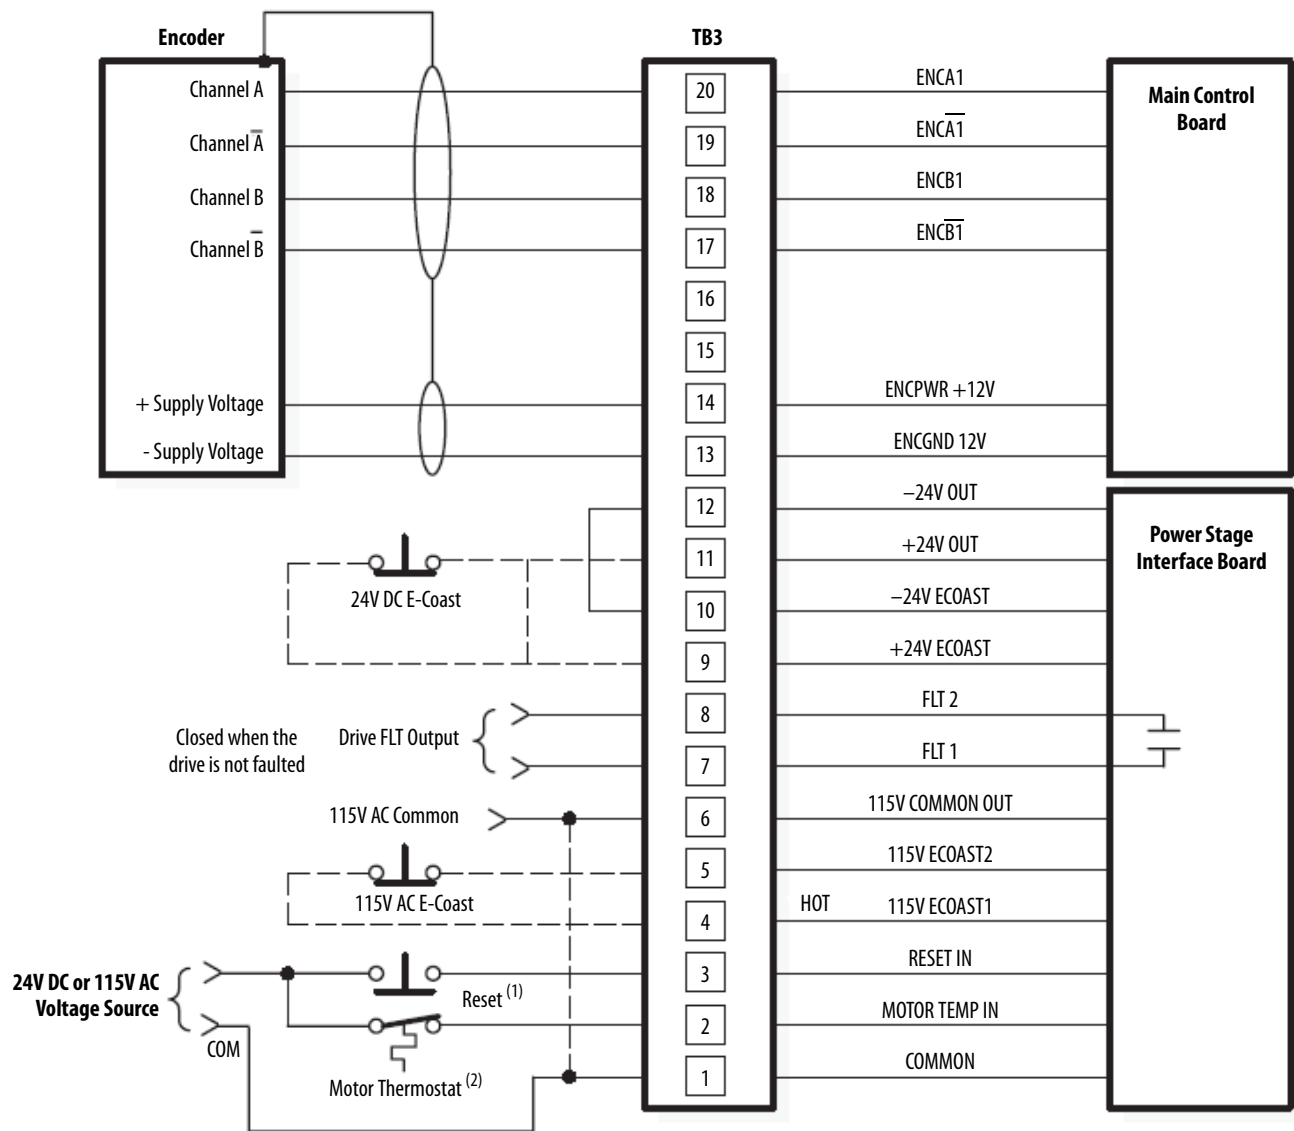 Encoder
TB3
Channel A
20
ENCA1
Main Control
Board
Channel A̅
19
ENCA̅1̅
Channel B
18
ENCB1
Channel B̅
17
ENCB̅1̅
16
15
+ Supply Voltage
14
ENCPWR +12V
- Supply Voltage
13
ENCGND 12V
12
–24V OUT
Power Stage
Interface Board
11
+24V OUT
24V DC E-Coast
10
–24V ECOAST
9
+24V ECOAST
8
FLT 2
Closed when the
drive is not faulted
Drive FLT Output
7
FLT 1
115V AC Common
6
115V COMMON OUT
5
115V ECOAST2
115V AC E-Coast
4
HOT
115V ECOAST1
24V DC or 115V AC
Voltage Source
3
RESET IN
Reset (1)
COM
2
MOTOR TEMP IN
Motor Thermostat (2)
1
COMMON